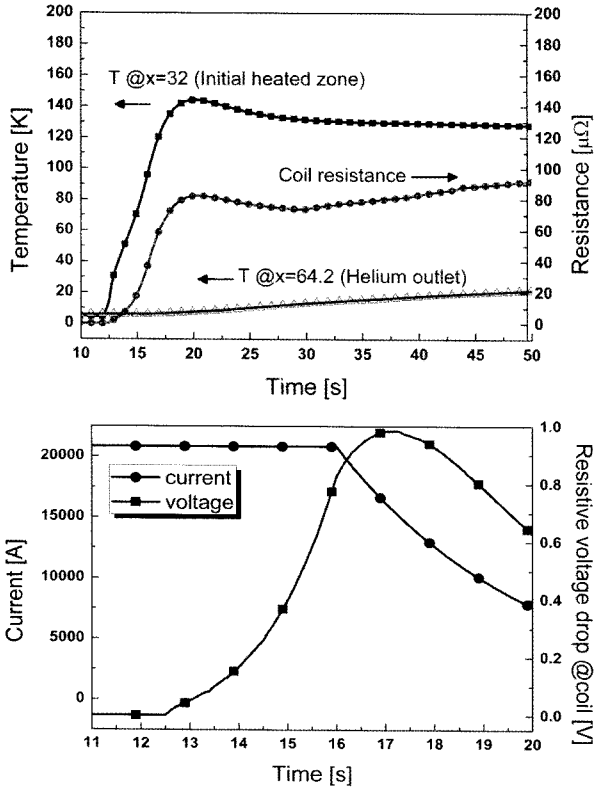 200
180
160
140
120
100
80
60
40
20
0
Temperature [K]
200
180
160
140
120
100
80
60
40
20
0
Resistance [μΩ]
T @x=32 (Initial heated zone)
Coil resistance
T @x=64.2 (Helium outlet)
10 15 20 25 30 35 40 45 50
Time [s]
20000
15000
10000
5000
0
Current [A]
1.0
0.8
0.6
0.4
0.2
0.0
Resistive voltage drop @coil [V]
current
voltage
11 12 13 14 15 16 17 18 19 20
Time [s]